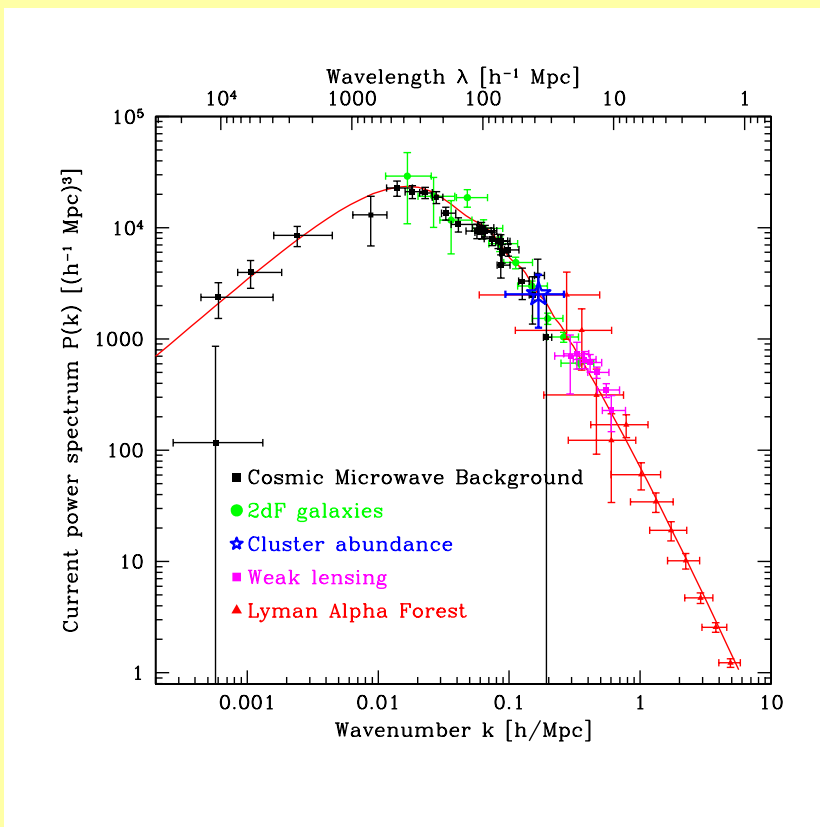 Wavelength λ [h⁻¹ Mpc]
10⁴ 1000 100 10 1
10⁵
10⁴
1000
100
10
1
Current power spectrum P(k) [(h⁻¹ Mpc)³]
Cosmic Microwave Background
2dF galaxies
Cluster abundance
Weak lensing
Lyman Alpha Forest
0.001 0.01 0.1 1 10
Wavenumber k [h/Mpc]